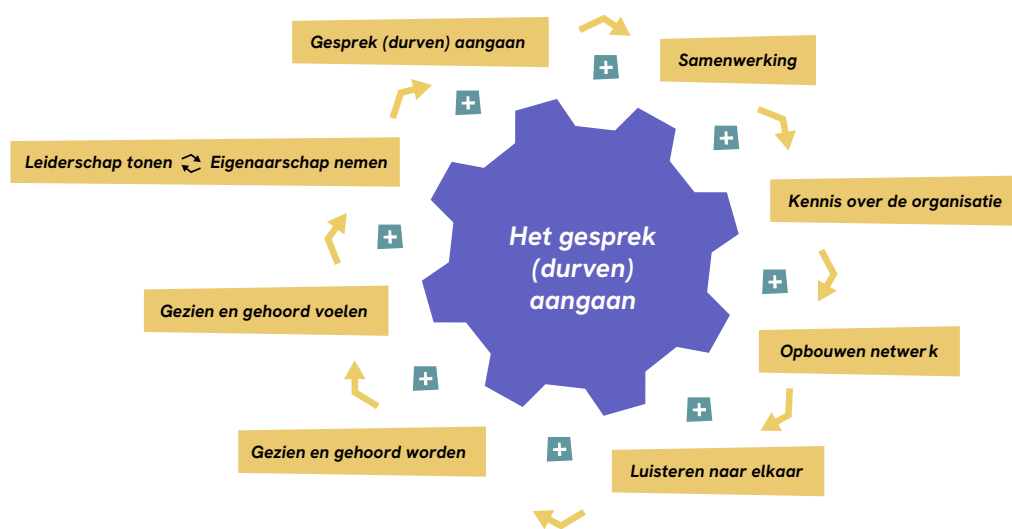 Gesprek (durven) aangaan
Samenwerking
Kennis over de organisatie
Opbouwen netwerk
Luisteren naar elkaar
Gezien en gehoord worden
Gezien en gehoord voelen
Leiderschap tonen Eigenaarschap nemen
Het gesprek
(durven)
aangaan